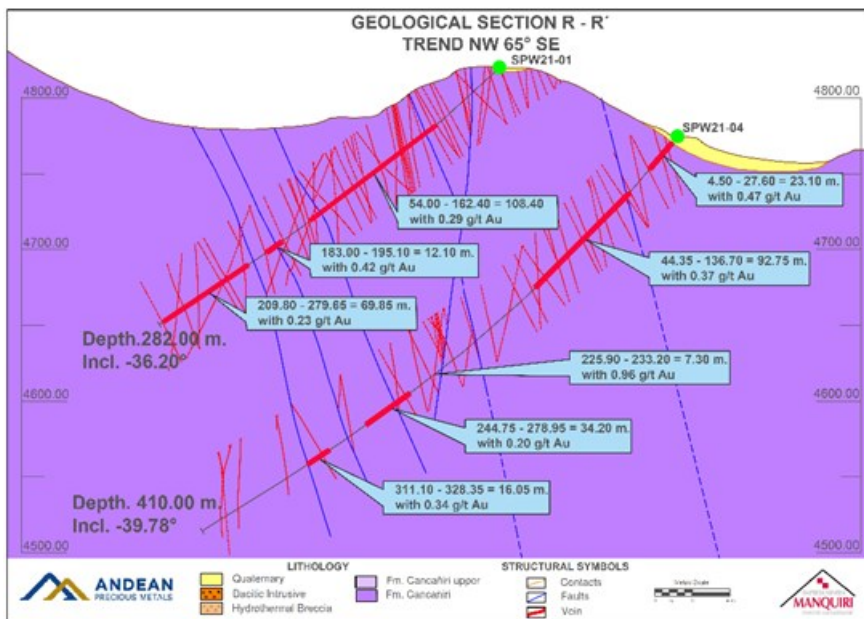 GEOLOGICAL SECTION R - R´
TREND NW 65° SE
SPW21-01
4800.00
4800.00
SPW21-04
4.50 - 27.60 = 23.10 m.
with 0.47 g/t Au
54.00 - 162.40 = 108.40
with 0.29 g/t Au
4700.00
4700.00
183.00 - 195.10 = 12.10 m.
with 0.42 g/t Au
44.35 - 136.70 = 92.75 m.
with 0.37 g/t Au
209.80 - 279.65 = 69.85 m.
with 0.23 g/t Au
Depth.282.00 m.
Incl. -36.20°
225.90 - 233.20 = 7.30 m.
with 0.96 g/t Au
4600.00
4600.00
244.75 - 278.95 = 34.20 m.
with 0.20 g/t Au
311.10 - 328.35 = 16.05 m.
with 0.34 g/t Au
Depth. 410.00 m.
Incl. -39.78°
4500.00
4500.00
ANDEAN
PRECIOUS METALS
LITHOLOGY
Quaternary
Dacitic Intrusive
Hydrothermal Breccia
Fm. Cancañiri upper
Fm. Cancañiri
STRUCTURAL SYMBOLS
Contacts
Faults
Vein
MANQUIRI